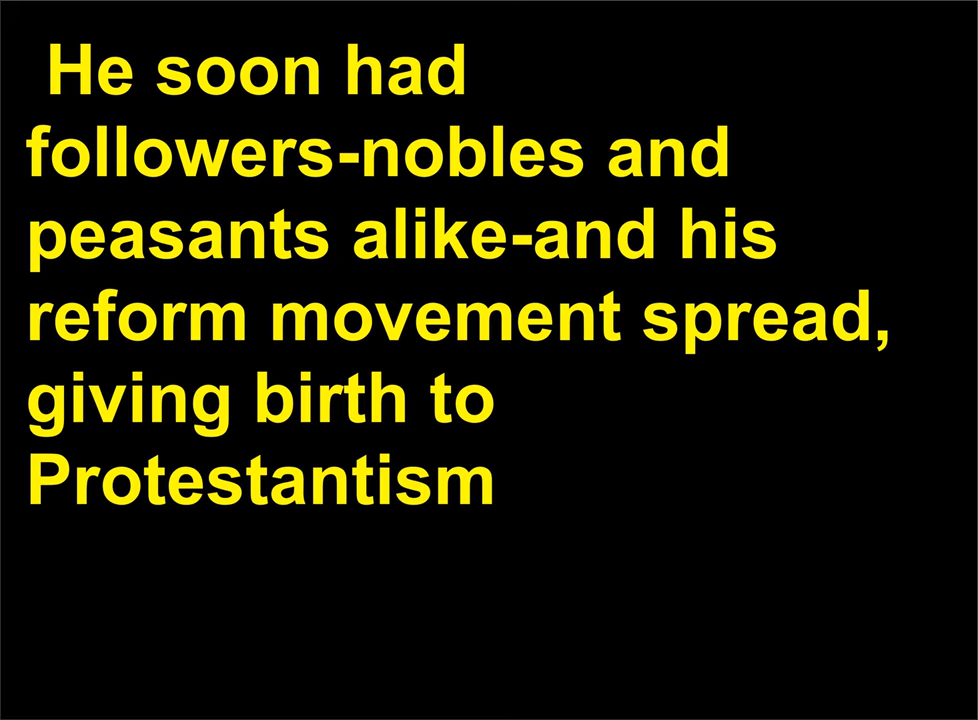 He soon had
followers-nobles and
peasants alike-and his
reform movement spread,
giving birth to
Protestantism